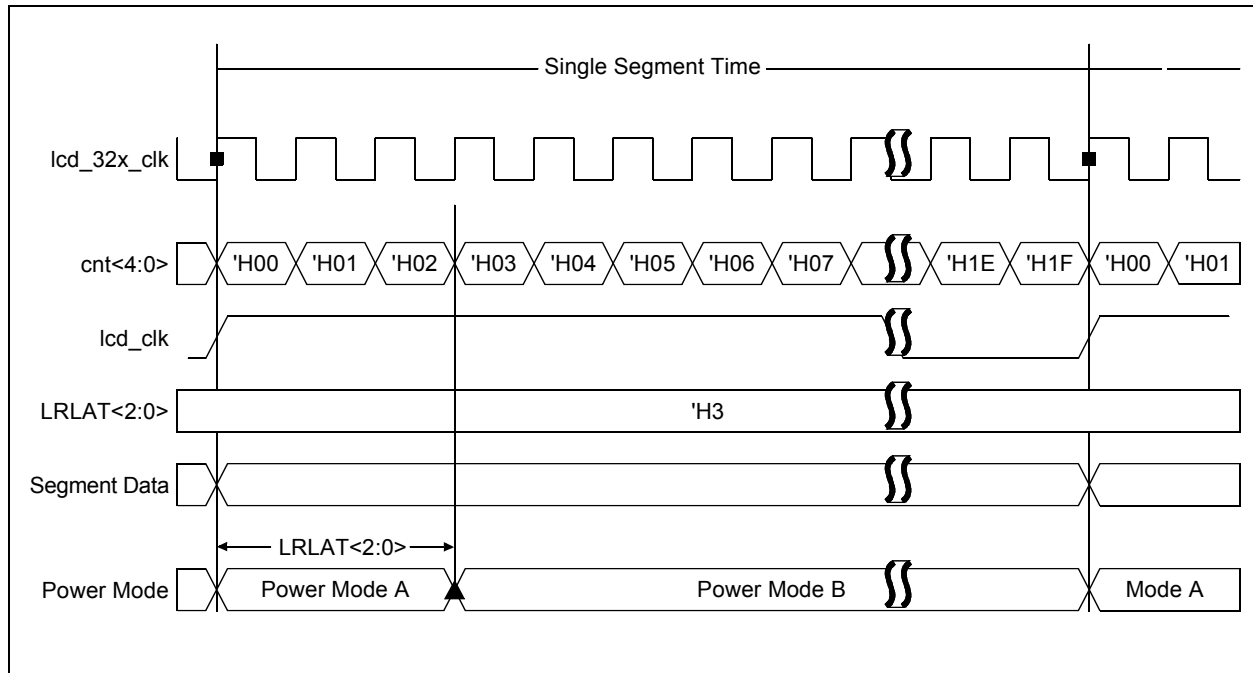 Single Segment Time
lcd_32x_clk
cnt<4:0> 'H00 'H01 'H02 'H03 'H04 'H05 'H06 'H07 'H1E 'H1F 'H00 'H01
lcd_clk
LRLAT<2:0> 'H3
Segment Data
LRLAT<2:0>
Power Mode Power Mode A Power Mode B Mode A